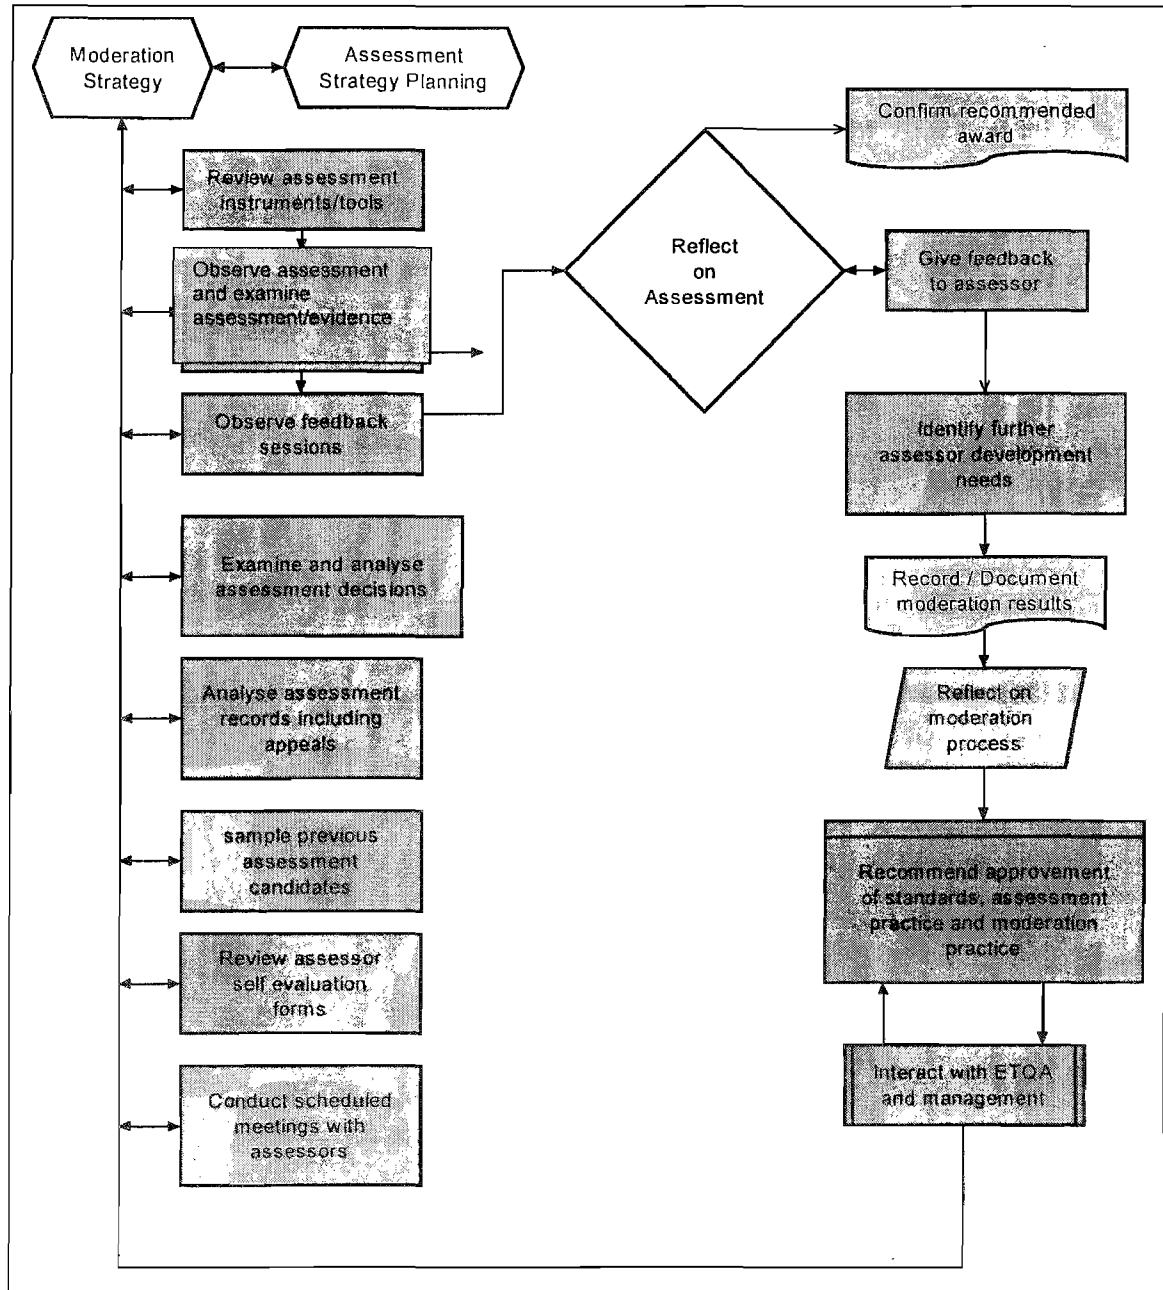 Moderation
Strategy
Assessment
Strategy Planning
Review assessment
instruments/tools
Observe assessment
and examine
assessment/evidence
Observe feedback
sessions
Examine and analyse
assessment decisions
Analyse assessment
records including
appeals
sample previous
assessment
candidates
Review assessor
self evaluation
forms
Conduct scheduled
meetings with
assessors
Reflect
on
Assessment
Confirm recommended
award
Give feedback
to assessor
Identify further
assessor development
needs
Record / Document
moderation results
Reflect on
moderation
process
Recommend approvement
of standards, assessment
practice and moderation
practice
Interact with ETQA
and management